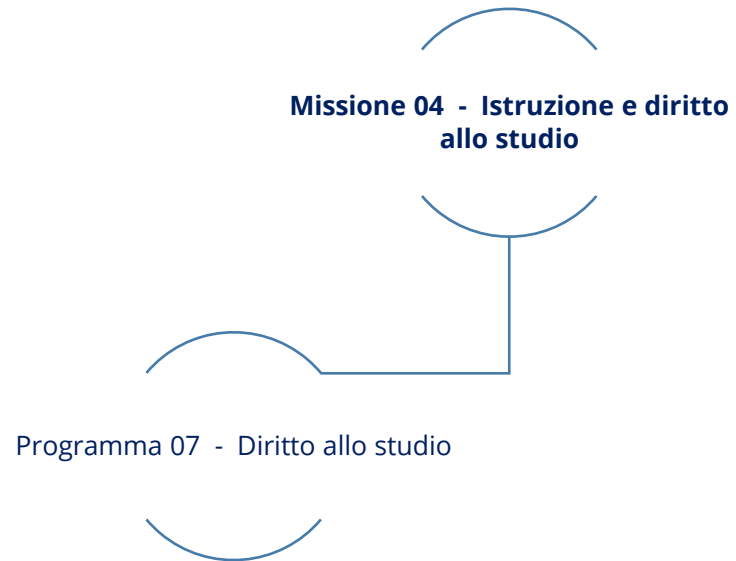 Missione 04 - Istruzione e diritto
allo studio
Programma 07 - Diritto allo studio